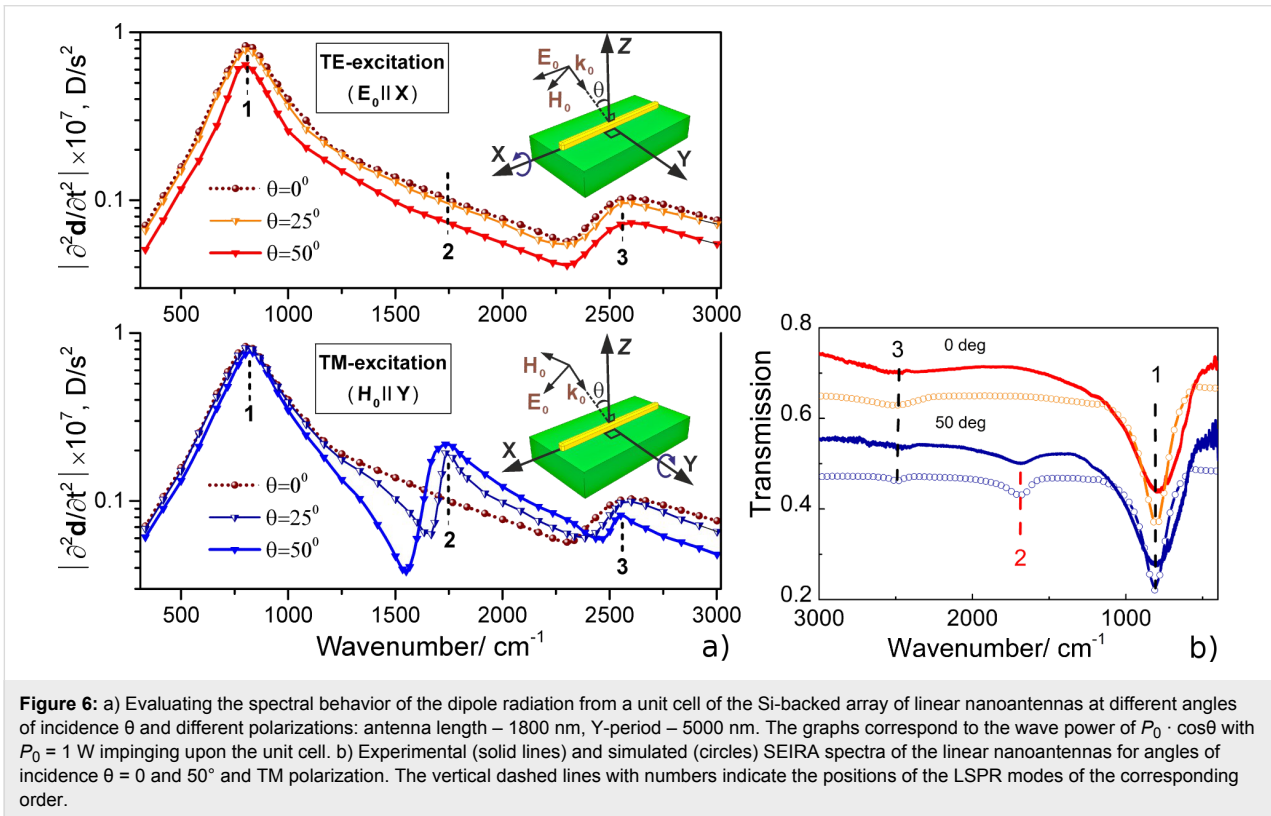 1
TE-excitation
( E₀ ll X )
| ∂²d/∂t² | ×10⁷, D/s²
0.1
1
2
3
θ=0⁰
θ=25⁰
θ=50⁰
Z
E₀
k₀
H₀
θ
X
Y
500 1000 1500 2000 2500 3000
1
TM-excitation
( H₀ ll Y )
| ∂²d/∂t² | ×10⁷, D/s²
0.1
1
2
3
θ=0⁰
θ=25⁰
θ=50⁰
Z
H₀
k₀
E₀
θ
X
Y
500 1000 1500 2000 2500 3000
Wavenumber/ cm⁻¹
a)
0.8
0.6
0.4
0.2
Transmission
3
0 deg
1
50 deg
2
3000 2000 1000
Wavenumber/ cm⁻¹
b)
Figure 6: a) Evaluating the spectral behavior of the dipole radiation from a unit cell of the Si-backed array of linear nanoantennas at different angles
of incidence θ and different polarizations: antenna length – 1800 nm, Y-period – 5000 nm. The graphs correspond to the wave power of P₀ · cosθ with
P₀ = 1 W impinging upon the unit cell. b) Experimental (solid lines) and simulated (circles) SEIRA spectra of the linear nanoantennas for angles of
incidence θ = 0 and 50° and TM polarization. The vertical dashed lines with numbers indicate the positions of the LSPR modes of the corresponding
order.